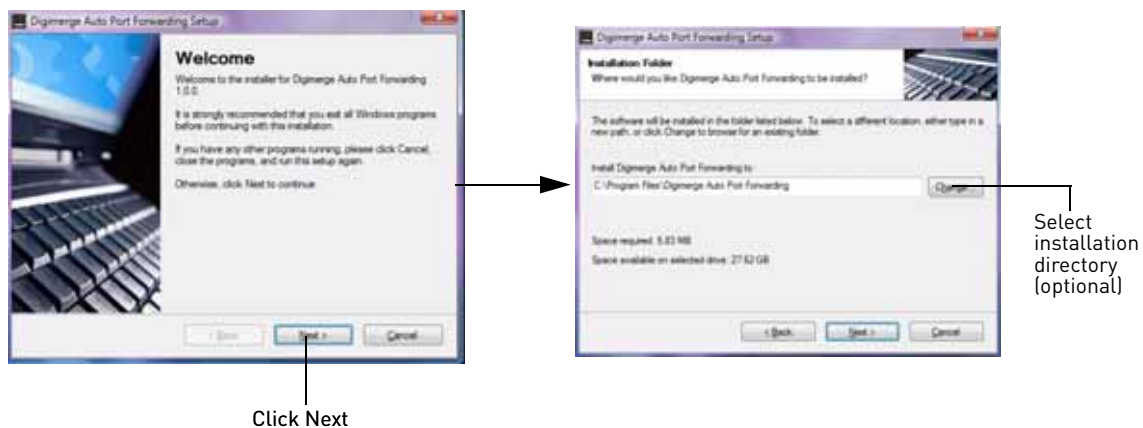 Digimerge Auto Port Forwarding Setup
Welcome
Welcome to the installer for Digimerge Auto Port Forwarding
1.0.0.
It is strongly recommended that you exit all Windows programs
before continuing with this installation.
If you have any other programs running, please click Cancel,
close the programs, and run this setup again.
Otherwise, click Next to continue
< Back
Next >
Cancel
Click Next
Digimerge Auto Port Forwarding Setup
Installation Folder
Where would you like Digimerge Auto Port Forwarding to be installed?
The software will be installed in the folder listed below. To select a different location, either type in a
new path, or click Change to browse for an existing folder.
Install Digimerge Auto Port Forwarding to:
C:\Program Files\Digimerge Auto Port Forwarding
Change...
Space required: 5.03 MB
Space available on selected drive: 27.62 GB
< Back
Next >
Cancel
Select
installation
directory
(optional)